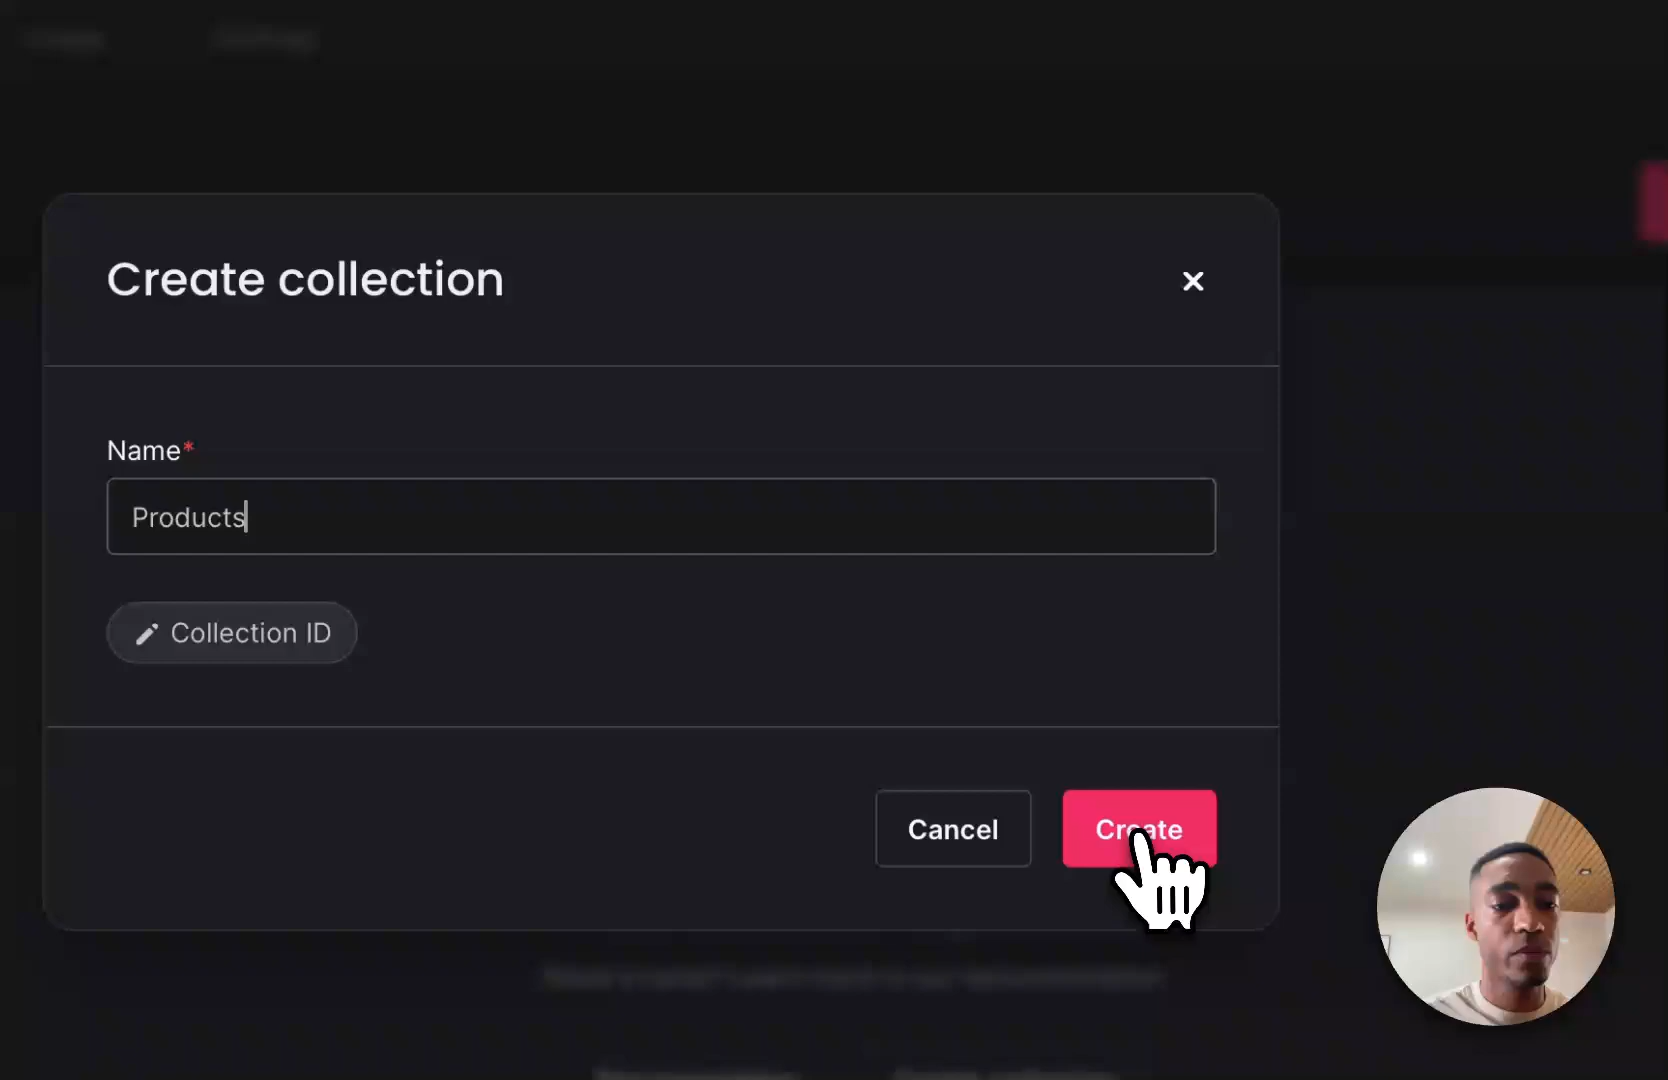 Create collection
Name*
Products
Collection ID
Cancel
Create